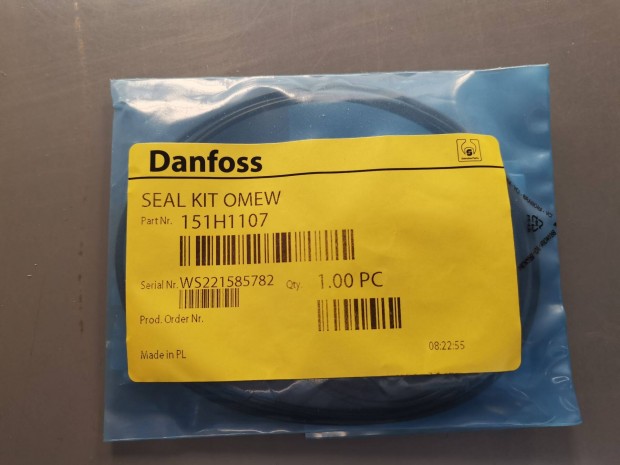 Danfoss
SEAL KIT OMEW
Part Nr. 151H1107
Serial Nr. WS221585782 Qty. 1.00 PC
Prod. Order Nr.
Made in PL 08:22:55